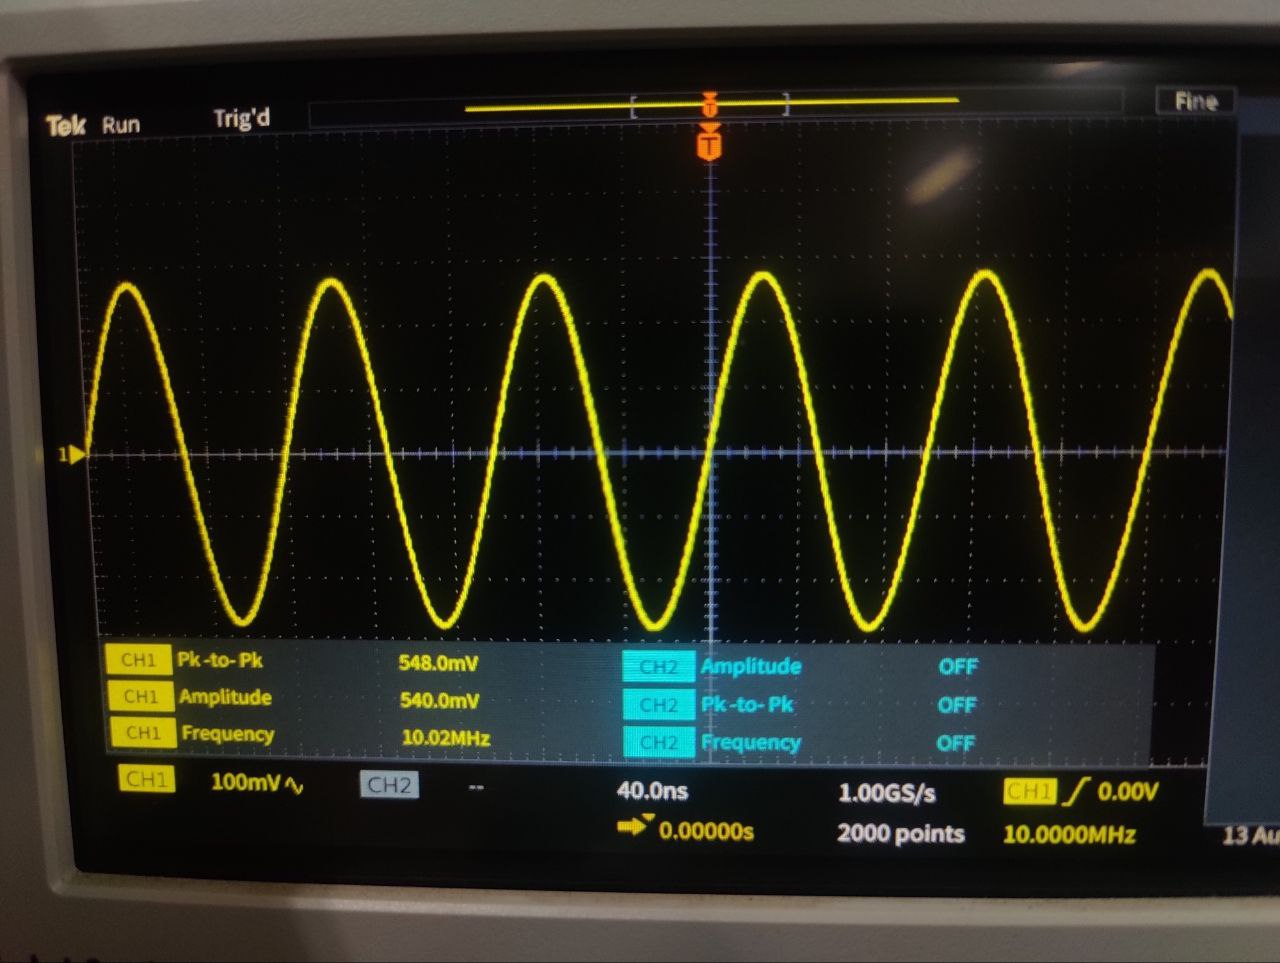 Tek Run Trig'd Fine
T
T
1
CH1 Pk-to-Pk 548.0mV CH2 Amplitude OFF
CH1 Amplitude 540.0mV CH2 Pk-to-Pk OFF
CH1 Frequency 10.02MHz CH2 Frequency OFF
CH1 100mV CH2 -- 40.0ns 1.00GS/s CH1 0.00V
0.00000s 2000 points 10.0000MHz 13 Au